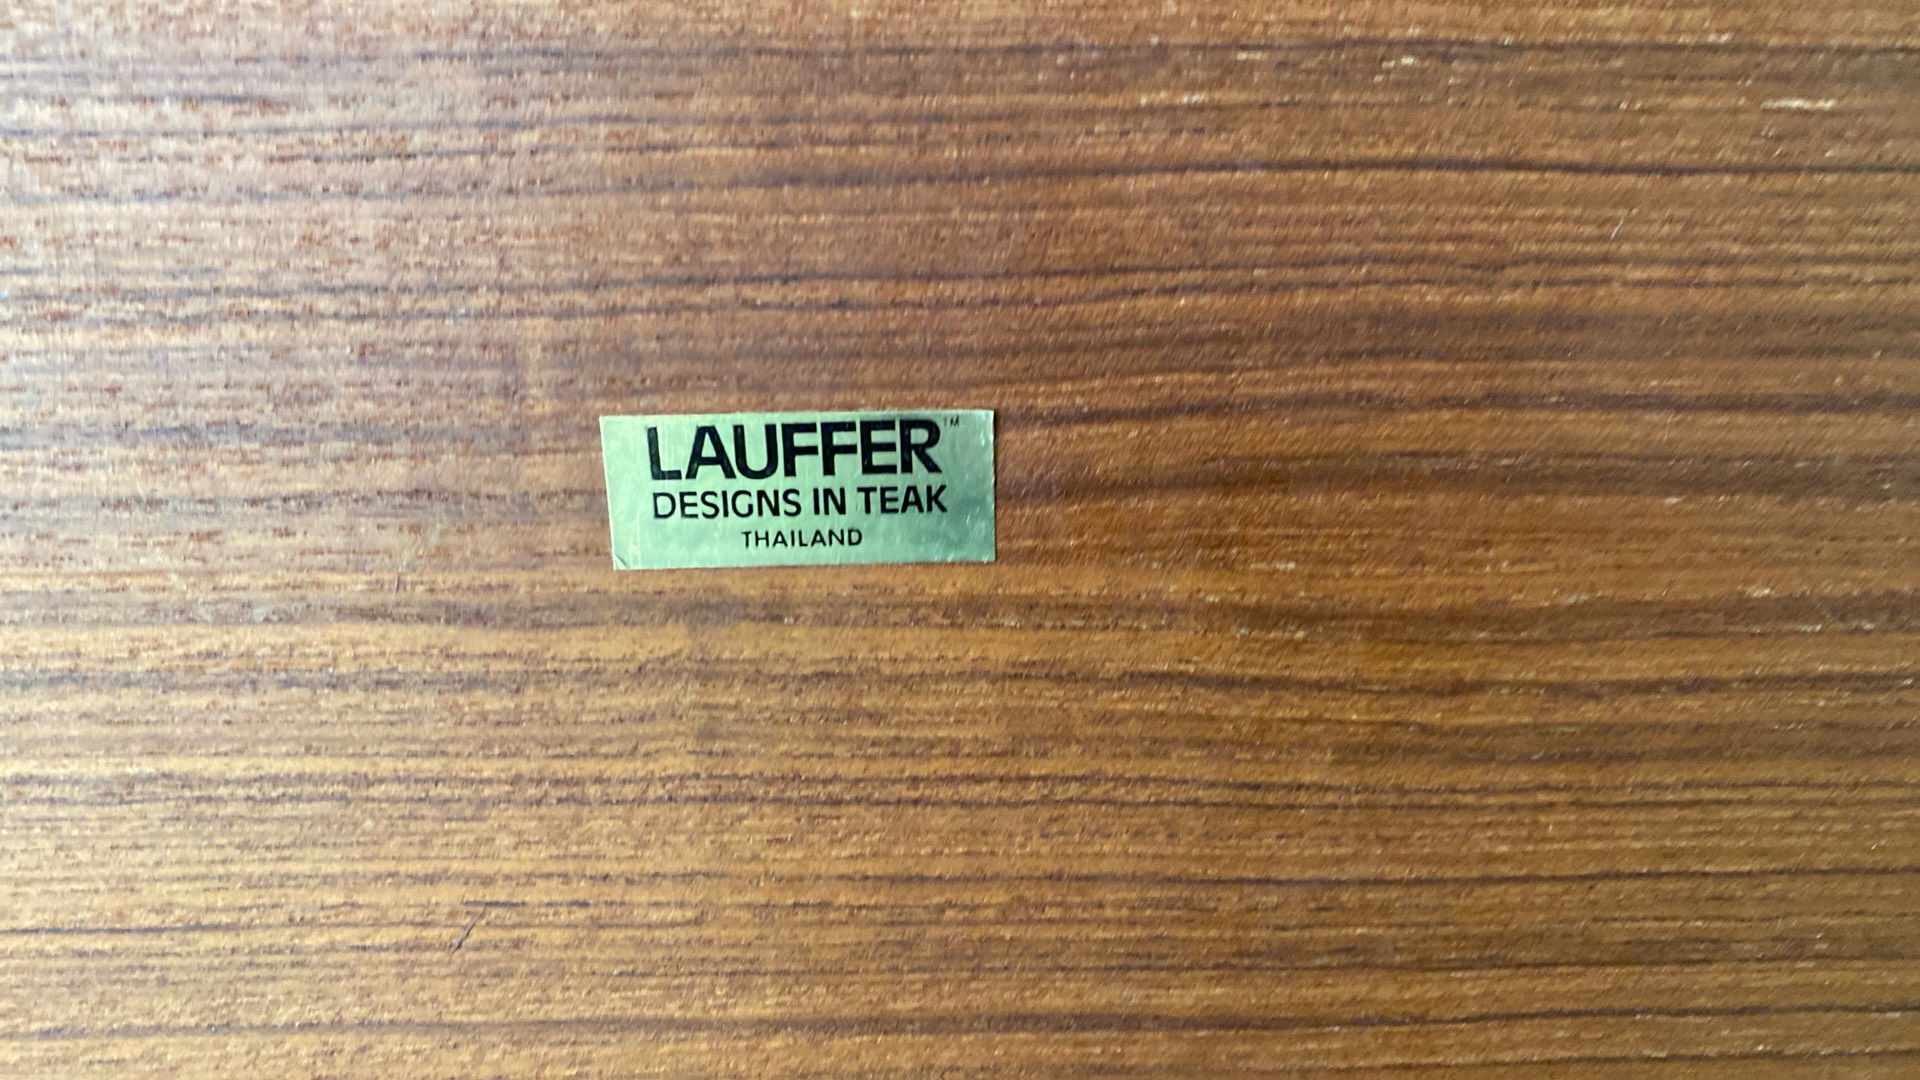 LAUFFER™
DESIGNS IN TEAK
THAILAND